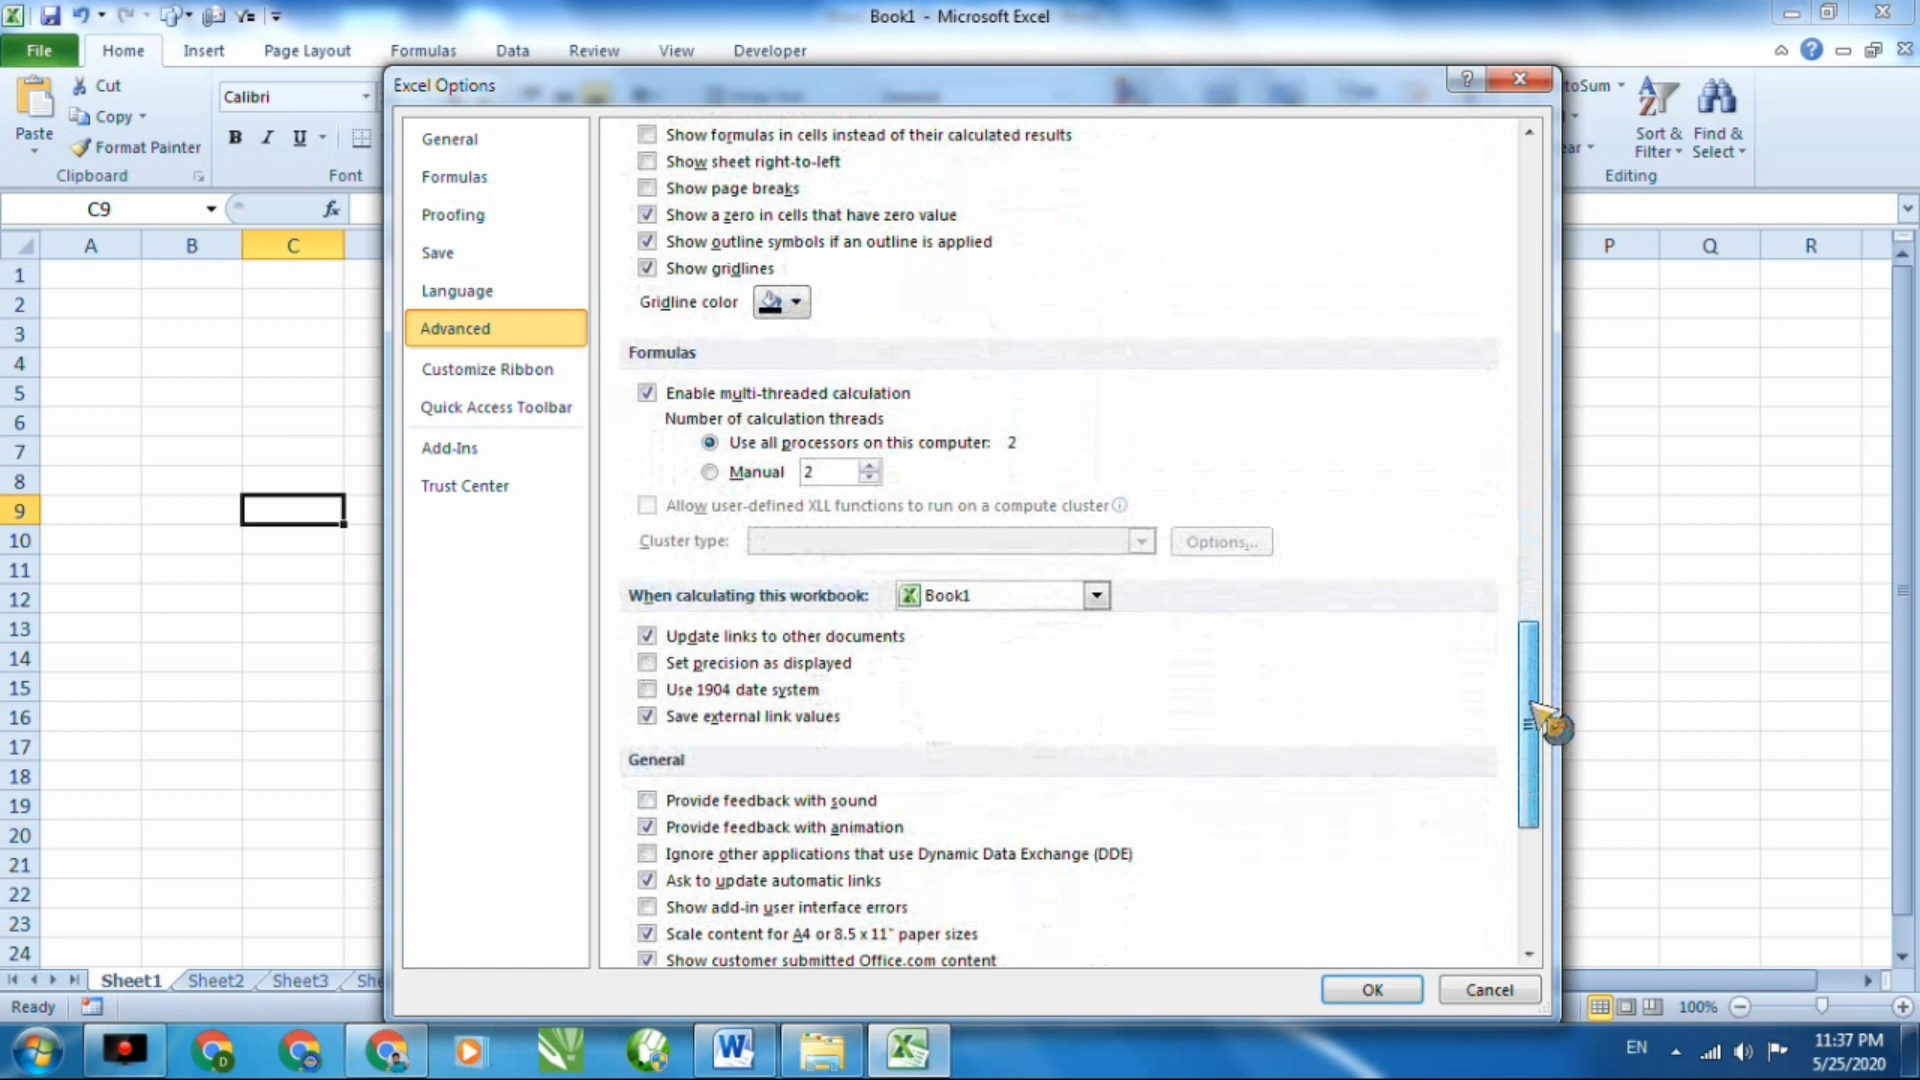 Book1 - Microsoft Excel
File Home Insert Page Layout Formulas Data Review View Developer
Cut
Copy
Format Painter
Paste
Clipboard
Calibri
B I U
Font
Excel Options
toSum
Sort & Filter
Find & Select
Editing
C9
fx
A B C P Q R
1
2
3
4
5
6
7
8
9
10
11
12
13
14
15
16
17
18
19
20
21
22
23
24
General
Formulas
Proofing
Save
Language
Advanced
Customize Ribbon
Quick Access Toolbar
Add-Ins
Trust Center
Show formulas in cells instead of their calculated results
Show sheet right-to-left
Show page breaks
Show a zero in cells that have zero value
Show outline symbols if an outline is applied
Show gridlines
Gridline color
Formulas
Enable multi-threaded calculation
Number of calculation threads
Use all processors on this computer: 2
Manual 2
Allow user-defined XLL functions to run on a compute cluster
Cluster type: Options...
When calculating this workbook: Book1
Update links to other documents
Set precision as displayed
Use 1904 date system
Save external link values
General
Provide feedback with sound
Provide feedback with animation
Ignore other applications that use Dynamic Data Exchange (DDE)
Ask to update automatic links
Show add-in user interface errors
Scale content for A4 or 8.5 x 11" paper sizes
Show customer submitted Office.com content
OK Cancel
Sheet1 Sheet2 Sheet3
Ready
100%
EN
11:37 PM
5/25/2020